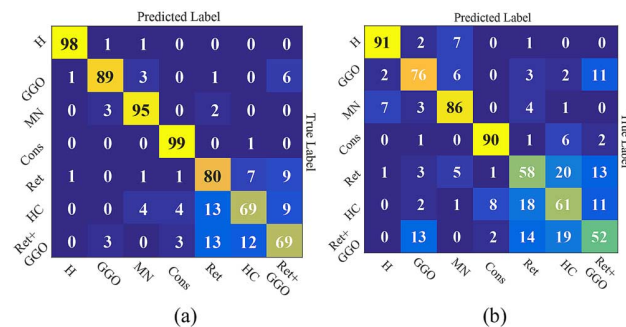 Predicted Label
H 98 1 1 0 0 0 0
GGO 1 89 3 0 1 0 6
MN 0 3 95 0 2 0 0
Cons 0 0 0 99 0 1 0
Ret 1 0 1 1 80 7 9
HC 0 0 4 4 13 69 9
Ret+ GGO 0 3 0 3 13 12 69
H GGO MN Cons Ret HC Ret+ GGO
True Label
(a)
Predicted Label
H 91 2 7 0 1 0 0
GGO 2 76 6 0 3 2 11
MN 7 3 86 0 4 1 0
Cons 0 1 0 90 1 6 2
Ret 1 3 5 1 58 20 13
HC 0 2 1 8 18 61 11
Ret+ GGO 0 13 0 2 14 19 52
H GGO MN Cons Ret HC Ret+ GGO
True Label
(b)